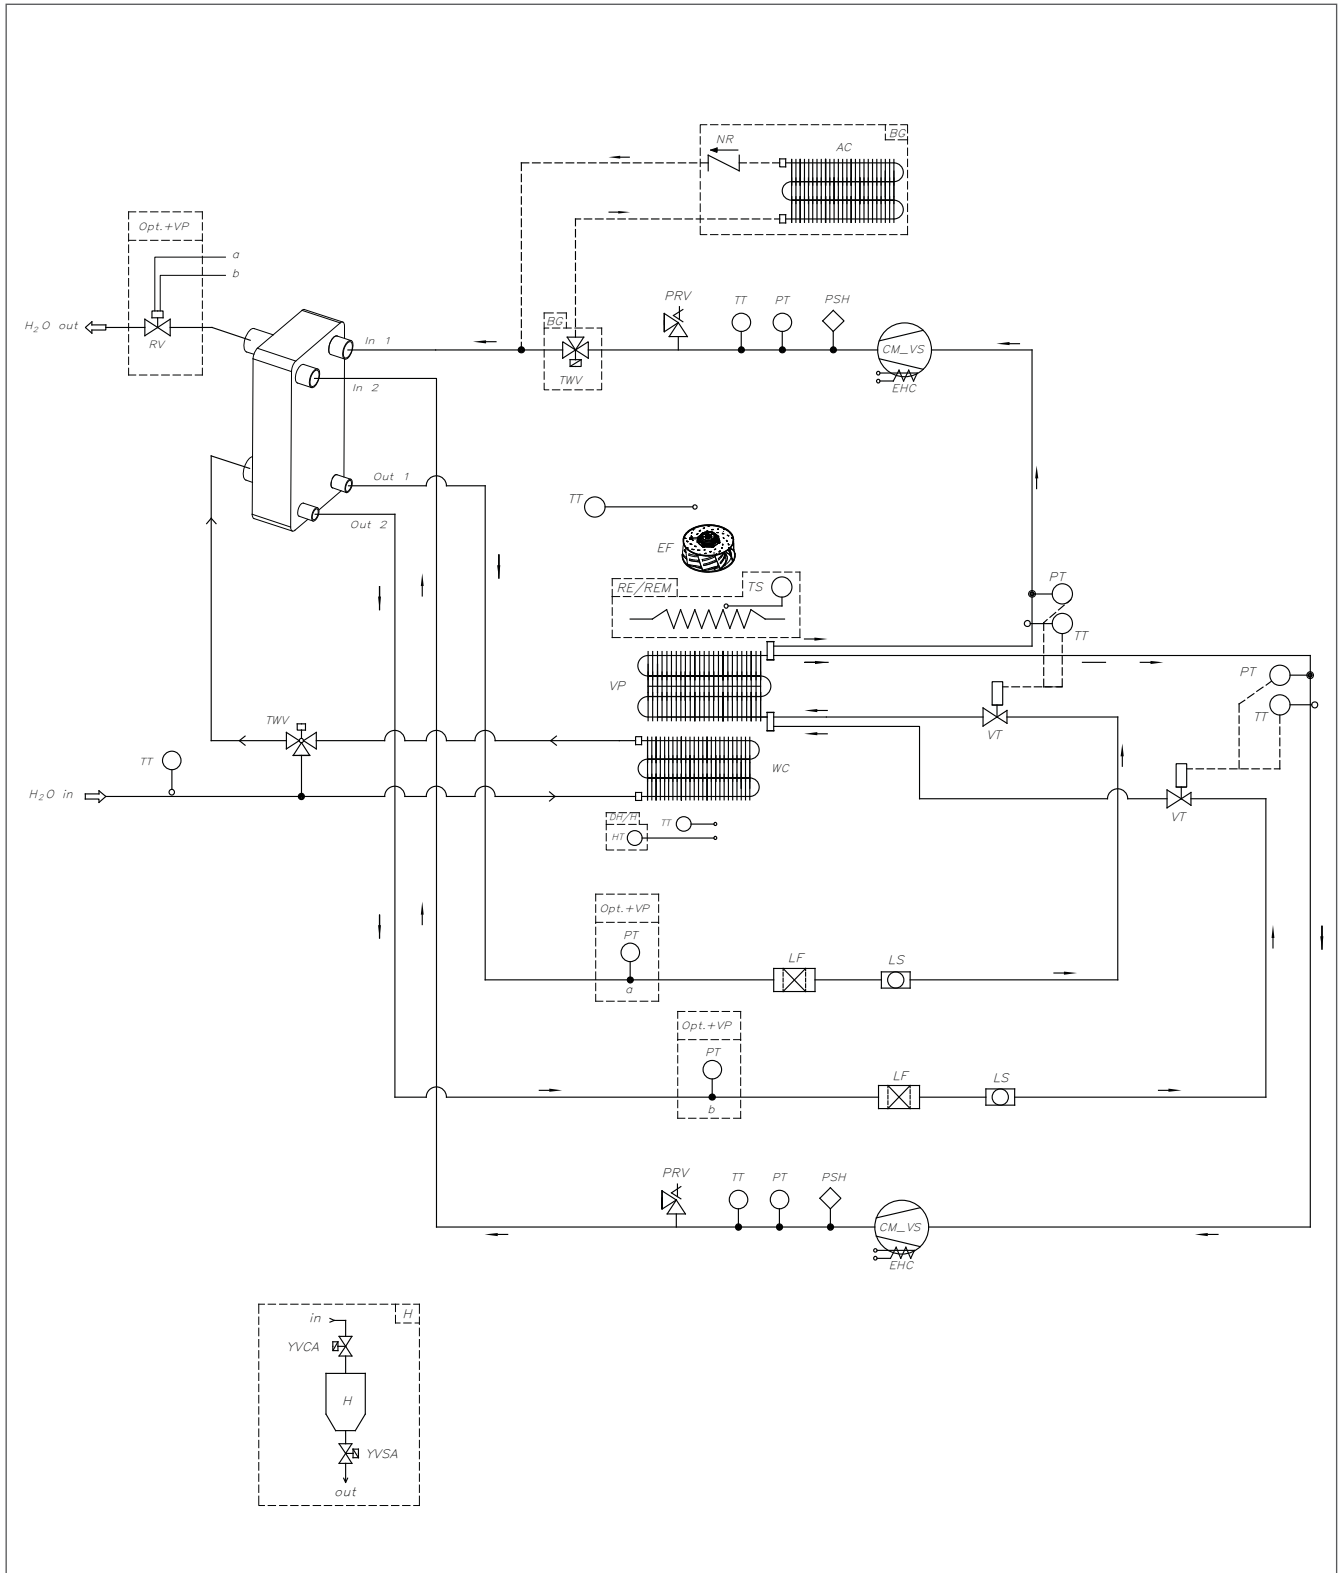 BG
NR
AC
Opt.+VP
a
b
H₂O out
RV
In 1
In 2
BG
TWV
PRV
TT
PT
PSH
CM_VS
EHC
Out 1
Out 2
TT
EF
RE/REM
TS
PT
TT
VP
PT
TT
VT
TWV
TT
WC
H₂O in
VT
DH/H
TT
HT
Opt.+VP
PT
a
LF
LS
Opt.+VP
PT
b
LF
LS
PRV
TT
PT
PSH
CM_VS
EHC
in
H
YVCA
H
YVSA
out